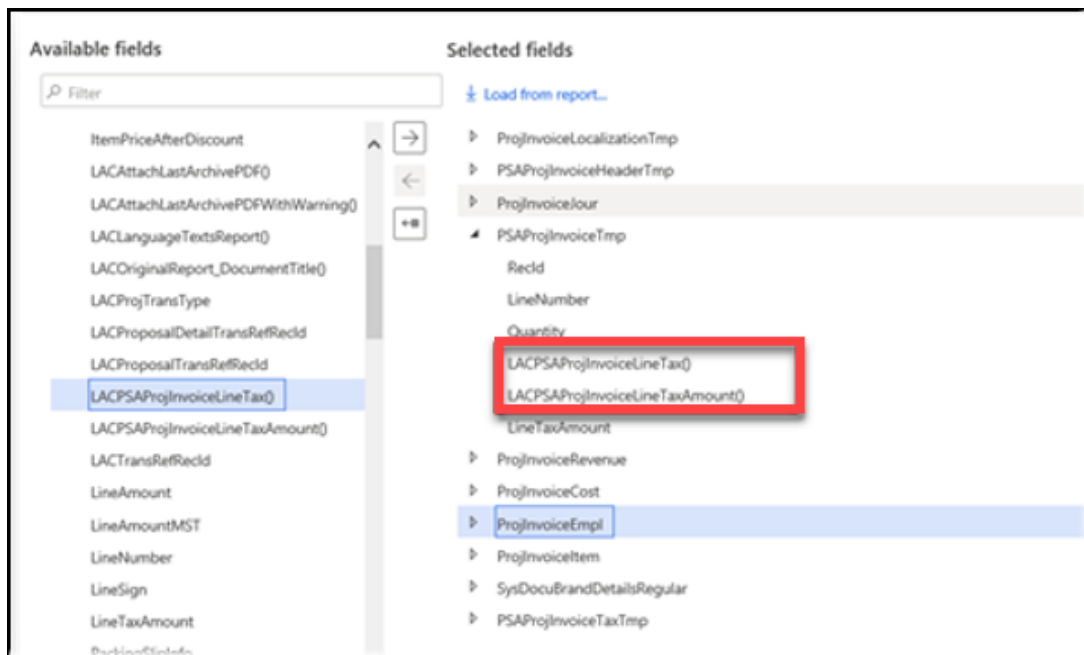 Available fields
Filter
ItemPriceAfterDiscount
LACAttachLastArchivePDF()
LACAttachLastArchivePDFWithWarning()
LACLanguageTextsReport()
LACOriginalReport_DocumentTitle()
LACProjTransType
LACProposalDetailTransRefRecId
LACProposalTransRefRecId
LACPSAProjInvoiceLineTax()
LACPSAProjInvoiceLineTaxAmount()
LACTransRefRecId
LineAmount
LineAmountMST
LineNumber
LineSign
LineTaxAmount
PackingSlipInfo
Selected fields
Load from report...
ProjInvoiceLocalizationTmp
PSAProjInvoiceHeaderTmp
ProjInvoiceJour
PSAProjInvoiceTmp
RecId
LineNumber
Quantity
LACPSAProjInvoiceLineTax()
LACPSAProjInvoiceLineTaxAmount()
LineTaxAmount
ProjInvoiceRevenue
ProjInvoiceCost
ProjInvoiceEmpl
ProjInvoiceItem
SysDocuBrandDetailsRegular
PSAProjInvoiceTaxTmp